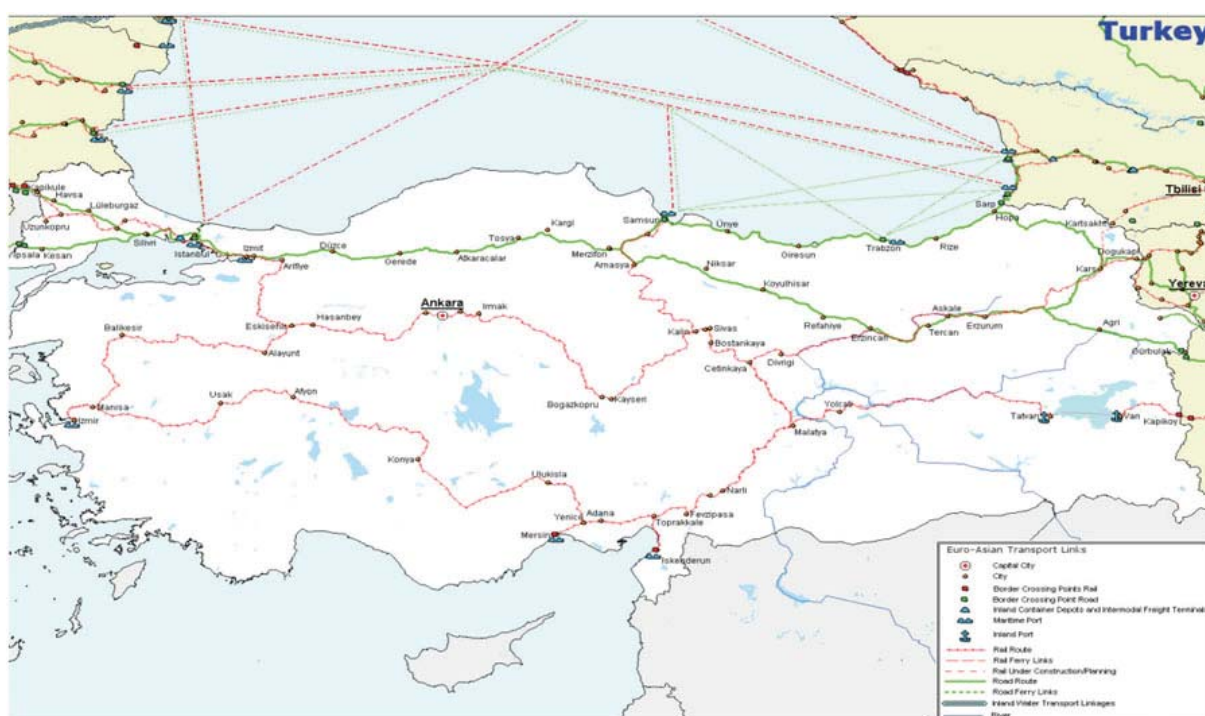 Turkey
Tbilisi
Kapikule
Havsa
Lüleburgaz
Uzunkopru
Silivri
Ipsala
Kesan
Istanbul
Izmit
Arifiye
Düzce
Gerede
Atkaracalar
Tosya
Kargi
Merzifon
Amasya
Samsun
Ünye
Giresun
Trabzon
Rize
Hopa
Sarp
Kartsakhe
Dogukapi
Kars
Yereva
Niksar
Koyulhisar
Refahiye
Erzincan
Tercan
Askale
Erzurum
Agri
Gurbulak
Ankara
Irmak
Hasanbey
Eskisehir
Balikesir
Alayunt
Kalin
Sivas
Bostankaya
Cetinkaya
Divrigi
Manisa
Izmir
Usak
Afyon
Bogazkopru
Kayseri
Yolcati
Malatya
Tatvan
Van
Kapikoy
Konya
Ulukisla
Narli
Yenice
Adana
Toprakkale
Fevzipasa
Mersin
Iskenderun
Euro-Asian Transport Links
Capital City
City
Border Crossing Points Rail
Border Crossing Point Road
Inland Container Depots and Intermodal Freight Terminal
Maritime Port
Inland Port
Rail Route
Rail Ferry Links
Rail Under Construction/Planning
Road Route
Road Ferry Links
Inland Water Transport Linkages
River